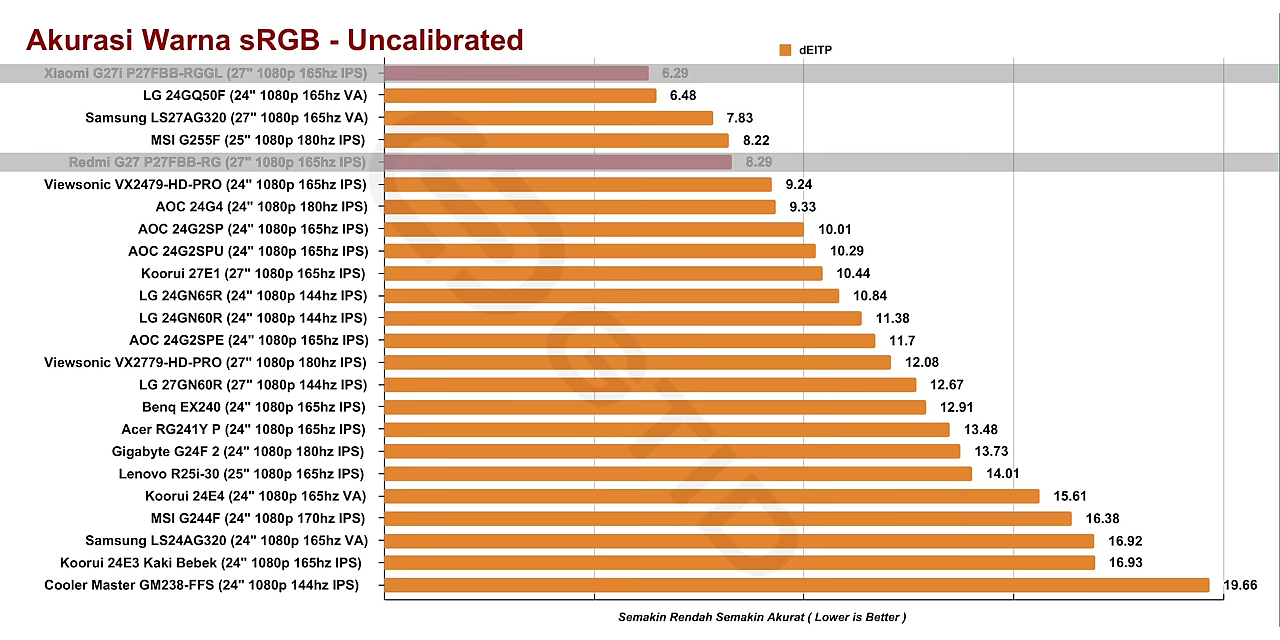 Akurasi Warna sRGB - Uncalibrated
dEITP
Xiaomi G27i P27FBB-RGGL (27" 1080p 165hz IPS) 6.29
LG 24GQ50F (24" 1080p 165hz VA) 6.48
Samsung LS27AG320 (27" 1080p 165hz VA) 7.83
MSI G255F (25" 1080p 180hz IPS) 8.22
Redmi G27 P27FBB-RG (27" 1080p 165hz IPS) 8.29
Viewsonic VX2479-HD-PRO (24" 1080p 165hz IPS) 9.24
AOC 24G4 (24" 1080p 180hz IPS) 9.33
AOC 24G2SP (24" 1080p 165hz IPS) 10.01
AOC 24G2SPU (24" 1080p 165hz IPS) 10.29
Koorui 27E1 (27" 1080p 165hz IPS) 10.44
LG 24GN65R (24" 1080p 144hz IPS) 10.84
LG 24GN60R (24" 1080p 144hz IPS) 11.38
AOC 24G2SPE (24" 1080p 165hz IPS) 11.7
Viewsonic VX2779-HD-PRO (27" 1080p 180hz IPS) 12.08
LG 27GN60R (27" 1080p 144hz IPS) 12.67
Benq EX240 (24" 1080p 165hz IPS) 12.91
Acer RG241Y P (24" 1080p 165hz IPS) 13.48
Gigabyte G24F 2 (24" 1080p 180hz IPS) 13.73
Lenovo R25i-30 (25" 1080p 165hz IPS) 14.01
Koorui 24E4 (24" 1080p 165hz VA) 15.61
MSI G244F (24" 1080p 170hz IPS) 16.38
Samsung LS24AG320 (24" 1080p 165hz VA) 16.92
Koorui 24E3 Kaki Bebek (24" 1080p 165hz IPS) 16.93
Cooler Master GM238-FFS (24" 1080p 144hz IPS) 19.66
Semakin Rendah Semakin Akurat ( Lower is Better )
GTID